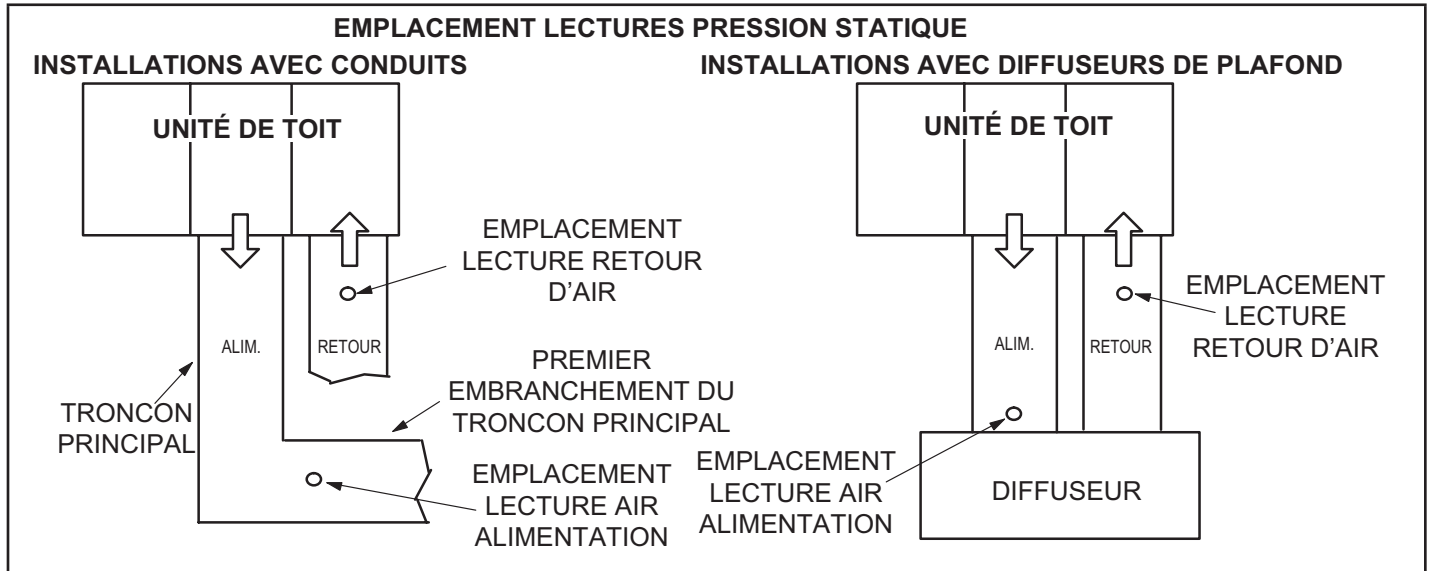 EMPLACEMENT LECTURES PRESSION STATIQUE
INSTALLATIONS AVEC CONDUITS
UNITÉ DE TOIT
EMPLACEMENT
LECTURE RETOUR
D'AIR
ALIM.
RETOUR
PREMIER
EMBRANCHEMENT DU
TRONCON PRINCIPAL
TRONCON
PRINCIPAL
EMPLACEMENT
LECTURE AIR
ALIMENTATION
INSTALLATIONS AVEC DIFFUSEURS DE PLAFOND
UNITÉ DE TOIT
EMPLACEMENT
LECTURE
RETOUR D'AIR
ALIM.
RETOUR
EMPLACEMENT
LECTURE AIR
ALIMENTATION
DIFFUSEUR